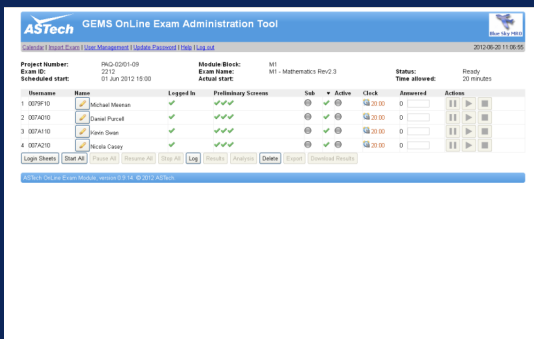 ASTech GEMS OnLine Exam Administration Tool
Blue Sky MRO
Calendar | Import Exam | User Management | Update Password | Help | Log out 2012-06-20 11:06:55
Project Number: PAQ-02/01-09 Module/Block: M1
Exam ID: 2212 Exam Name: M1 - Mathematics Rev2.3 Status: Ready
Scheduled start: 01 Jun 2012 15:00 Actual start: Time allowed: 20 minutes
Username Name Logged In Preliminary Screens Sub ▼ Active Clock Answered Actions
1 0079F10 Michael Meenan 20:00 0
2 007A010 Daniel Purcell 20:00 0
3 007A110 Kevin Swan 20:00 0
4 007A210 Nicola Casey 20:00 0
Login Sheets Start All Pause All Resume All Stop All Log Results Analysis Delete Export Download Results
ASTech OnLine Exam Module, version 0.9.14, © 2012 ASTech